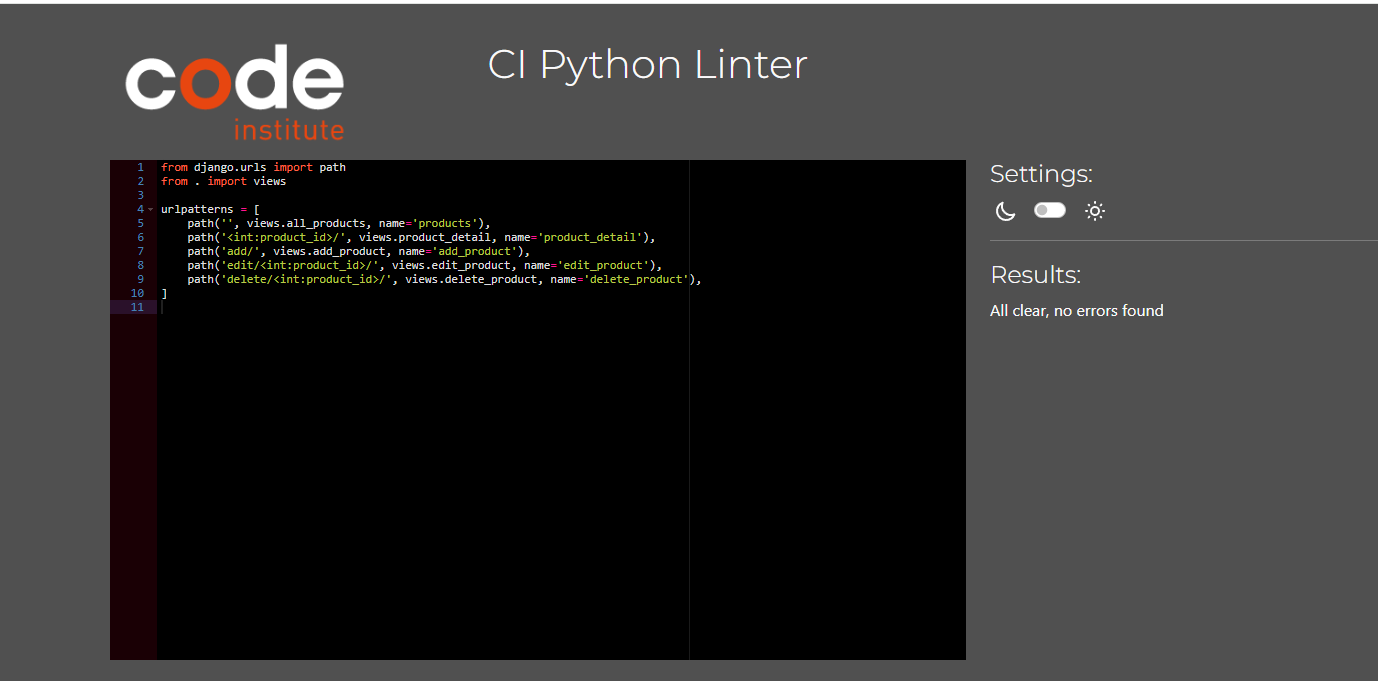 code
institute
CI Python Linter
1 from django.urls import path
2 from . import views
3
4 urlpatterns = [
5     path('', views.all_products, name='products'),
6     path('<int:product_id>/', views.product_detail, name='product_detail'),
7     path('add/', views.add_product, name='add_product'),
8     path('edit/<int:product_id>/', views.edit_product, name='edit_product'),
9     path('delete/<int:product_id>/', views.delete_product, name='delete_product'),
10 ]
11
Settings:
Results:
All clear, no errors found